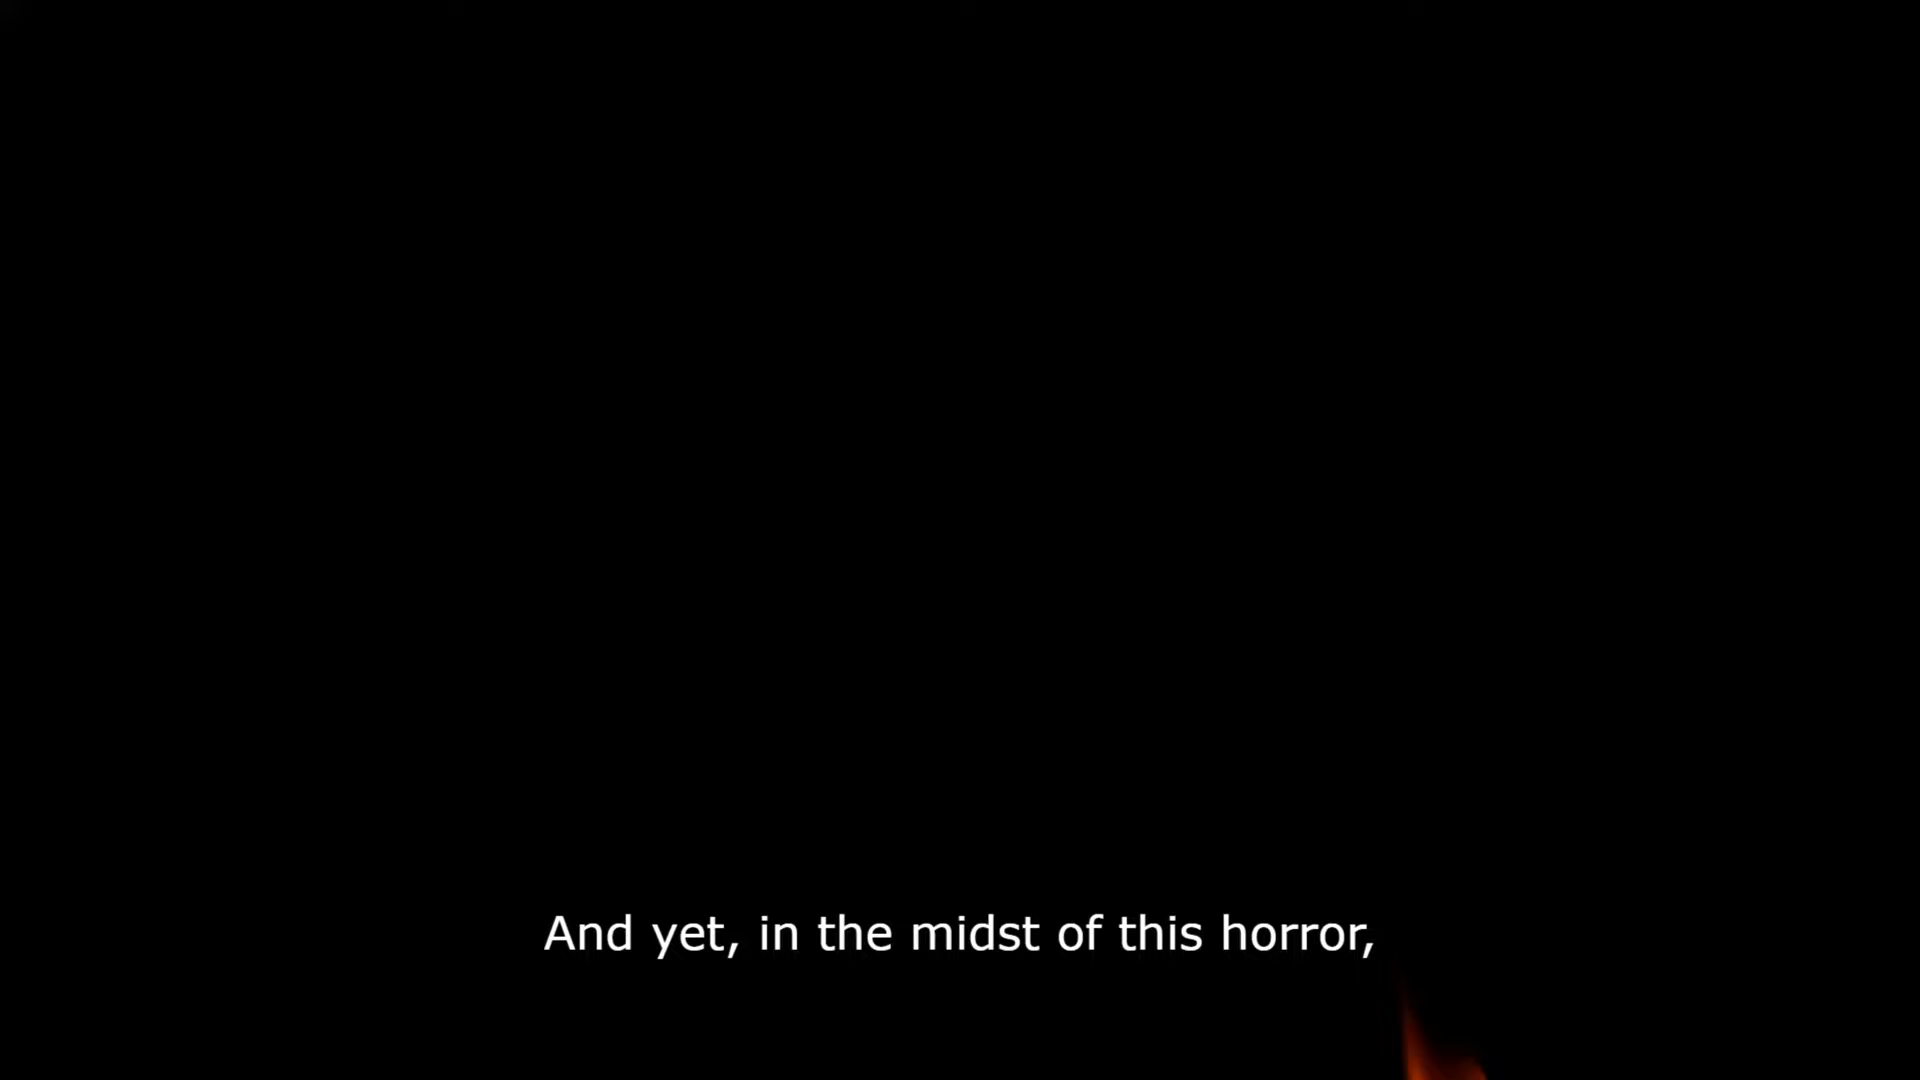 And yet, in the midst of this horror,